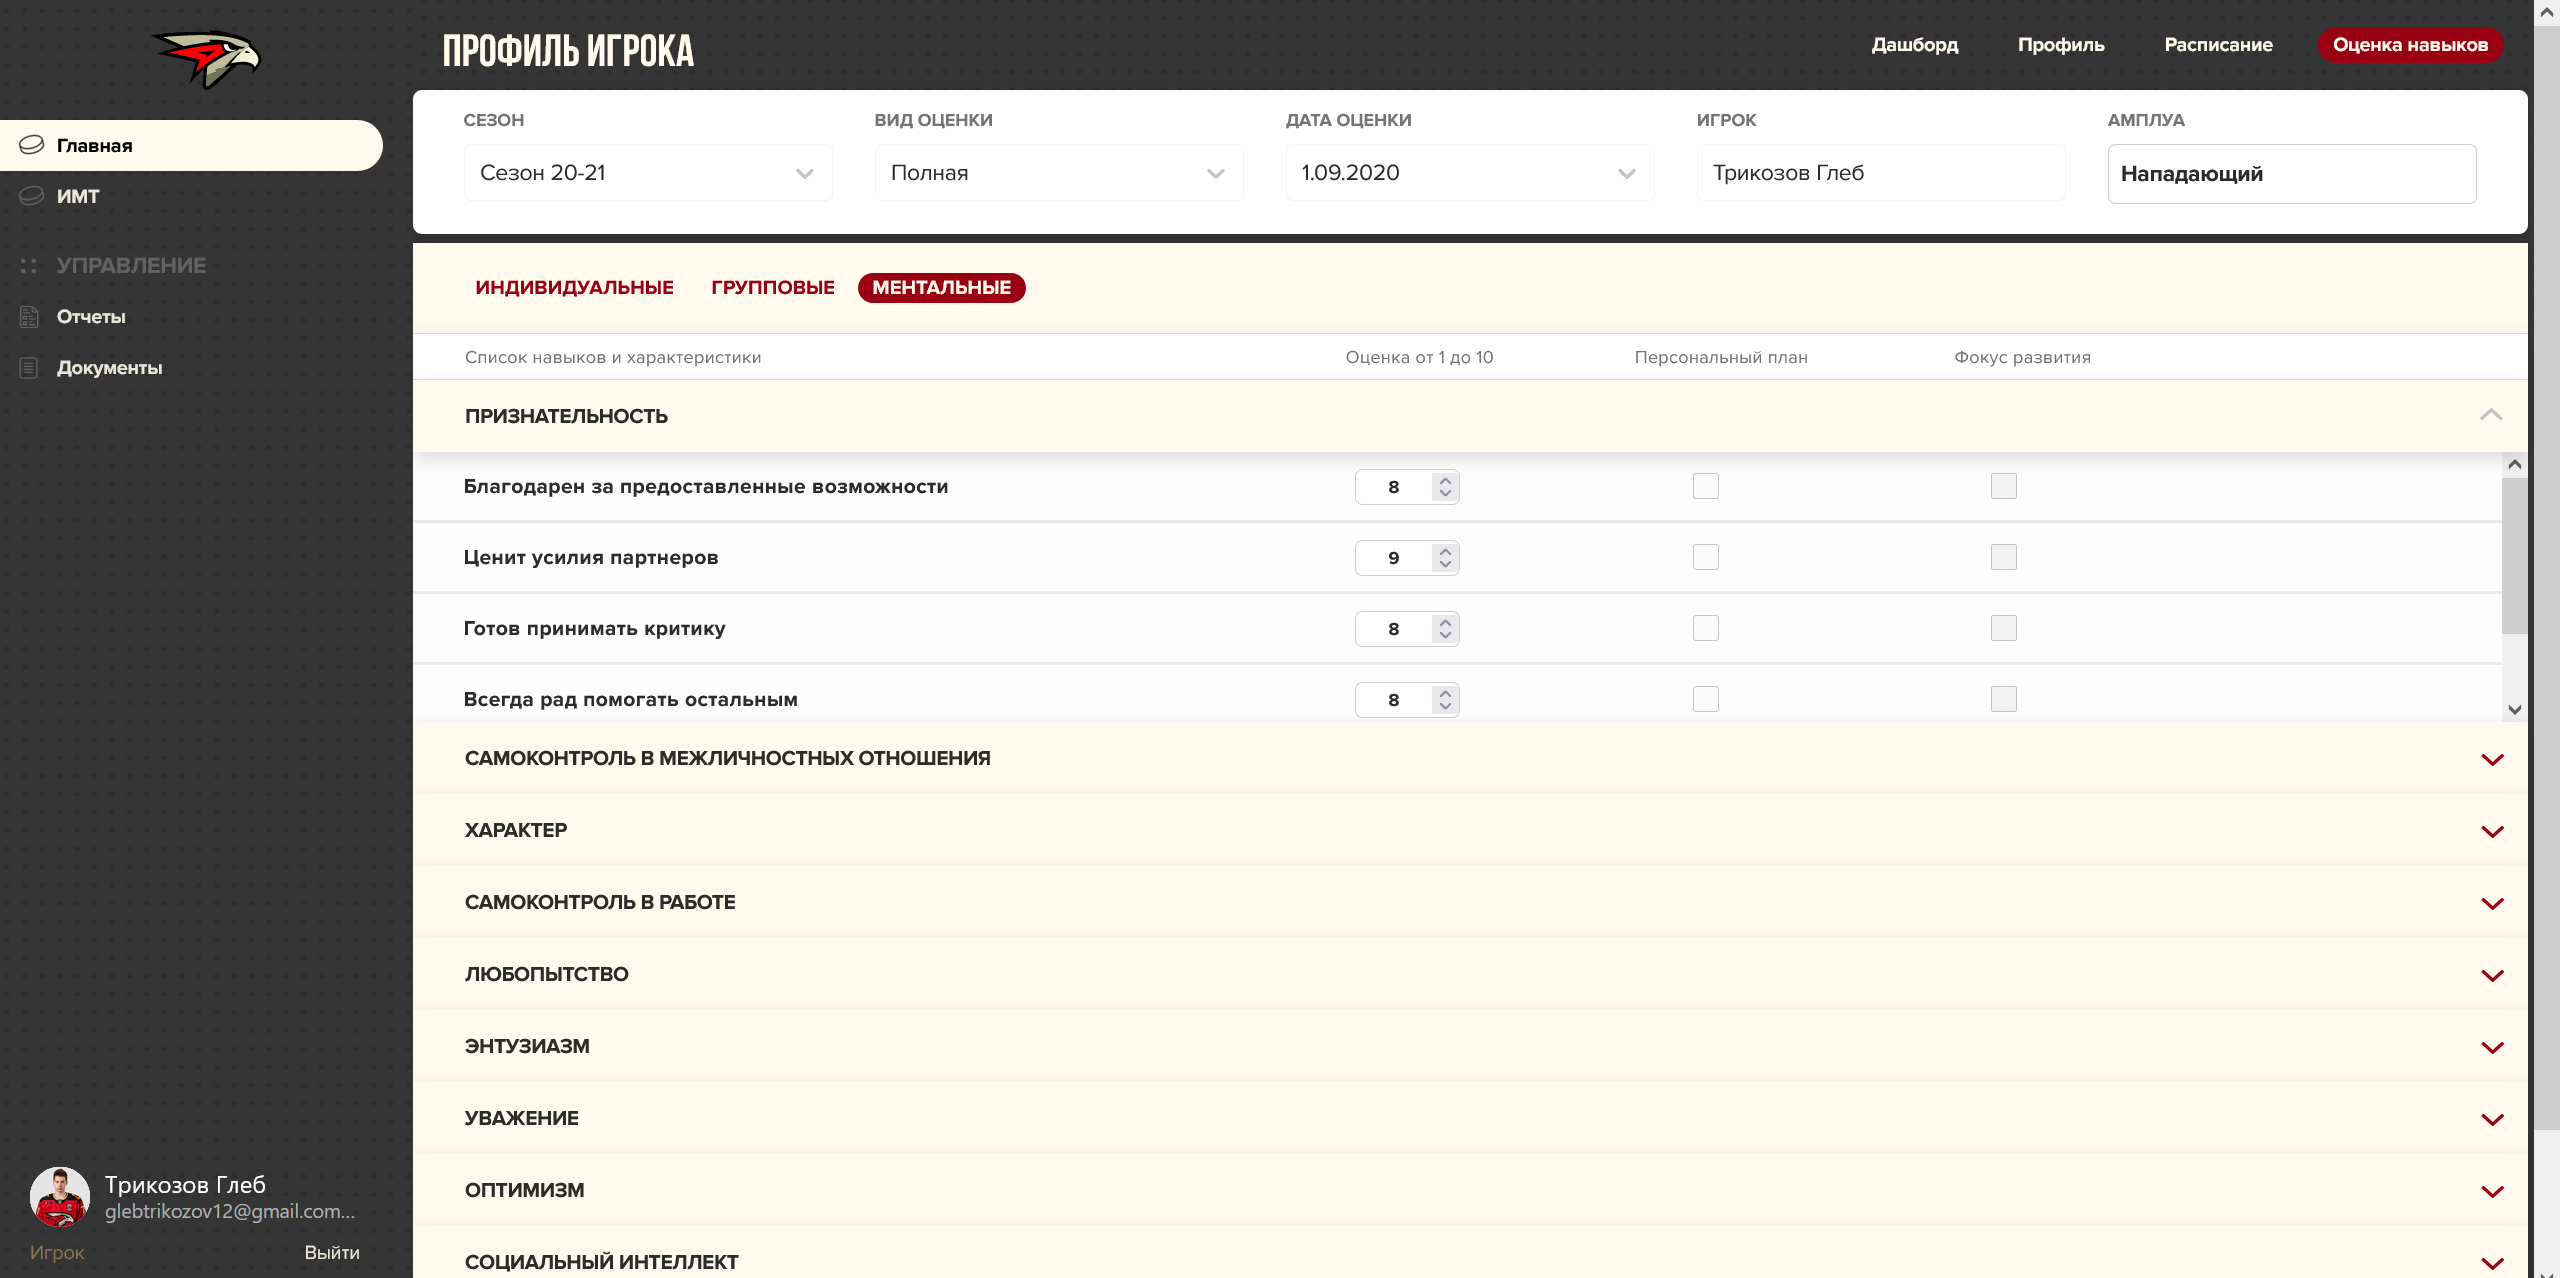 ПРОФИЛЬ ИГРОКА
Дашборд
Профиль
Расписание
Оценка навыков
Главная
ИМТ
УПРАВЛЕНИЕ
Отчеты
Документы
СЕЗОН
ВИД ОЦЕНКИ
ДАТА ОЦЕНКИ
ИГРОК
АМПЛУА
Сезон 20-21
Полная
1.09.2020
Трикозов Глеб
Нападающий
ИНДИВИДУАЛЬНЫЕ
ГРУППОВЫЕ
МЕНТАЛЬНЫЕ
Список навыков и характеристики
Оценка от 1 до 10
Персональный план
Фокус развития
ПРИЗНАТЕЛЬНОСТЬ
Благодарен за предоставленные возможности
8
Ценит усилия партнеров
9
Готов принимать критику
8
Всегда рад помогать остальным
8
САМОКОНТРОЛЬ В МЕЖЛИЧНОСТНЫХ ОТНОШЕНИЯ
ХАРАКТЕР
САМОКОНТРОЛЬ В РАБОТЕ
ЛЮБОПЫТСТВО
ЭНТУЗИАЗМ
УВАЖЕНИЕ
ОПТИМИЗМ
СОЦИАЛЬНЫЙ ИНТЕЛЛЕКТ
Трикозов Глеб
glebtrikozov12@gmail.com...
Игрок
Выйти